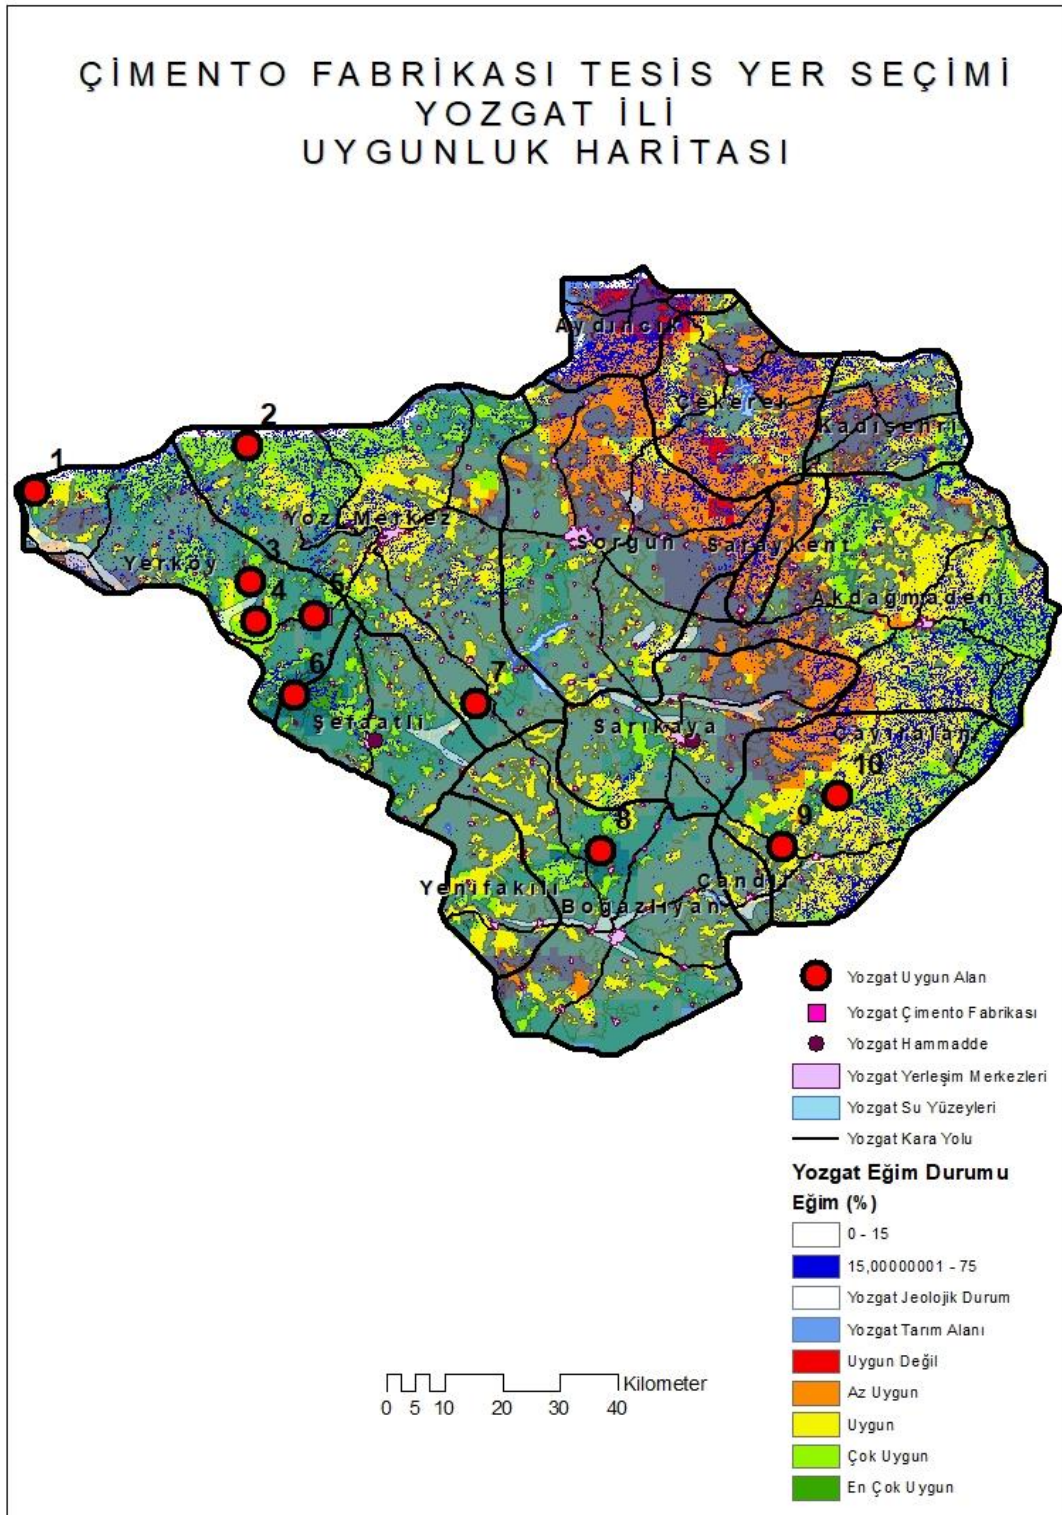 ÇİMENTO FABRİKASI TESİS YER SEÇİMİ
YOZGAT İLİ
UYGUNLUK HARİTASI
Aydıncık
Çekerek
Kadışehri
2
1
Yozg Merkez
Sorgun
Saraykent
Yerköy
3
4
5
Akdağmadeni
6
7
Şefaatli
Sarıkaya
Çayıralan
10
8
9
Yenifakılı
Çandır
Boğazlıyan
Yozgat Uygun Alan
Yozgat Çimento Fabrikası
Yozgat Hammadde
Yozgat Yerleşim Merkezleri
Yozgat Su Yüzeyleri
Yozgat Kara Yolu
Yozgat Eğim Durumu
Eğim (%)
0 - 15
15,00000001 - 75
Yozgat Jeolojik Durum
Yozgat Tarım Alanı
Uygun Değil
Az Uygun
Uygun
Çok Uygun
En Çok Uygun
Kilometer
0 5 10 20 30 40